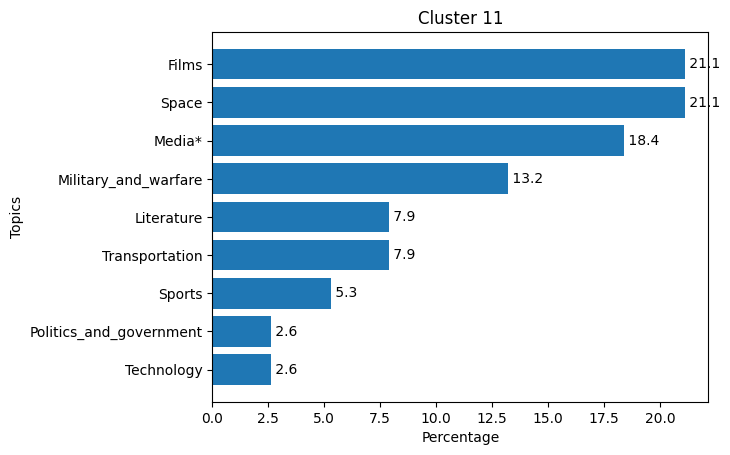 Cluster 11
Topics
Films 21.1
Space 21.1
Media* 18.4
Military_and_warfare 13.2
Literature 7.9
Transportation 7.9
Sports 5.3
Politics_and_government 2.6
Technology 2.6
0.0 2.5 5.0 7.5 10.0 12.5 15.0 17.5 20.0
Percentage